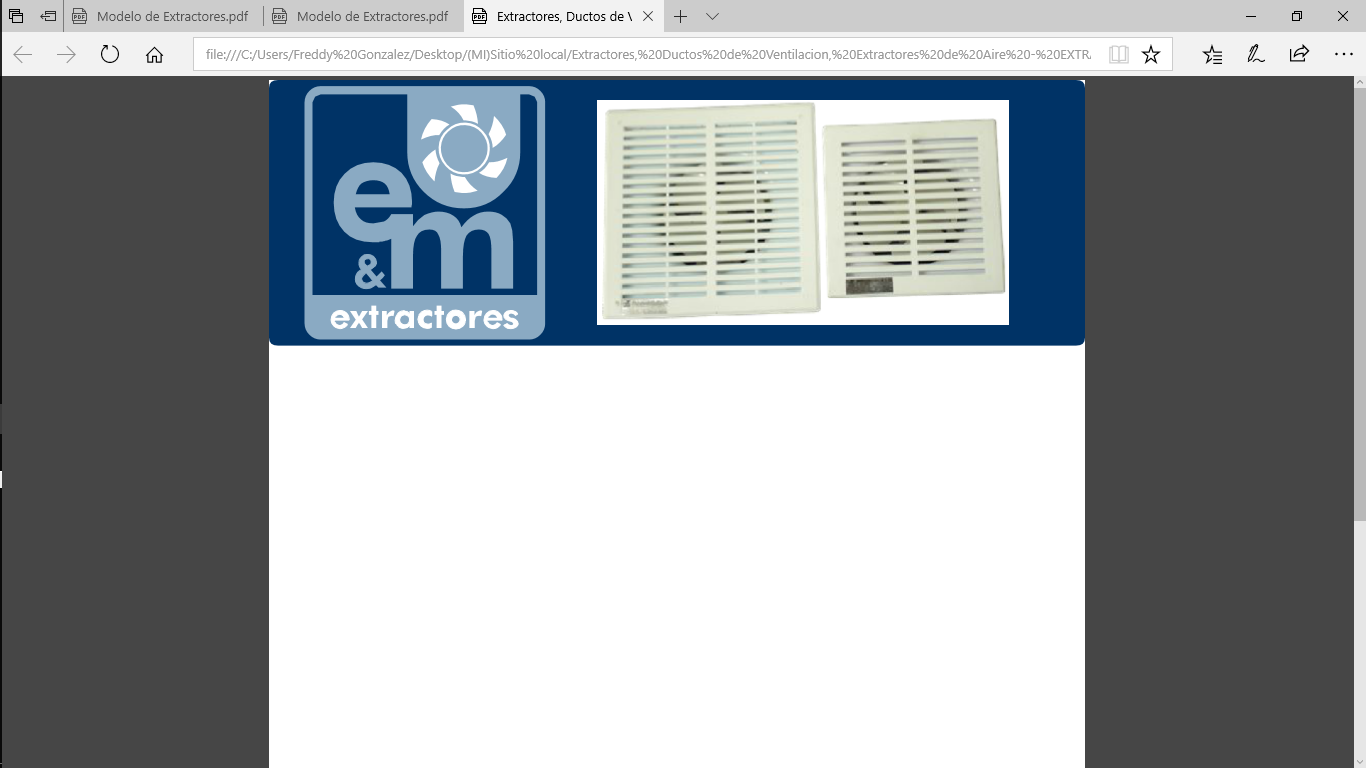 Modelo de Extractores.pdf
Modelo de Extractores.pdf
Extractores, Ductos de V
file:///C:/Users/Freddy%20Gonzalez/Desktop/(MI)Sitio%20local/Extractores,%20Ductos%20de%20Ventilacion,%20Extractores%20de%20Aire%20-%20EXTRA
e
&m
extractores